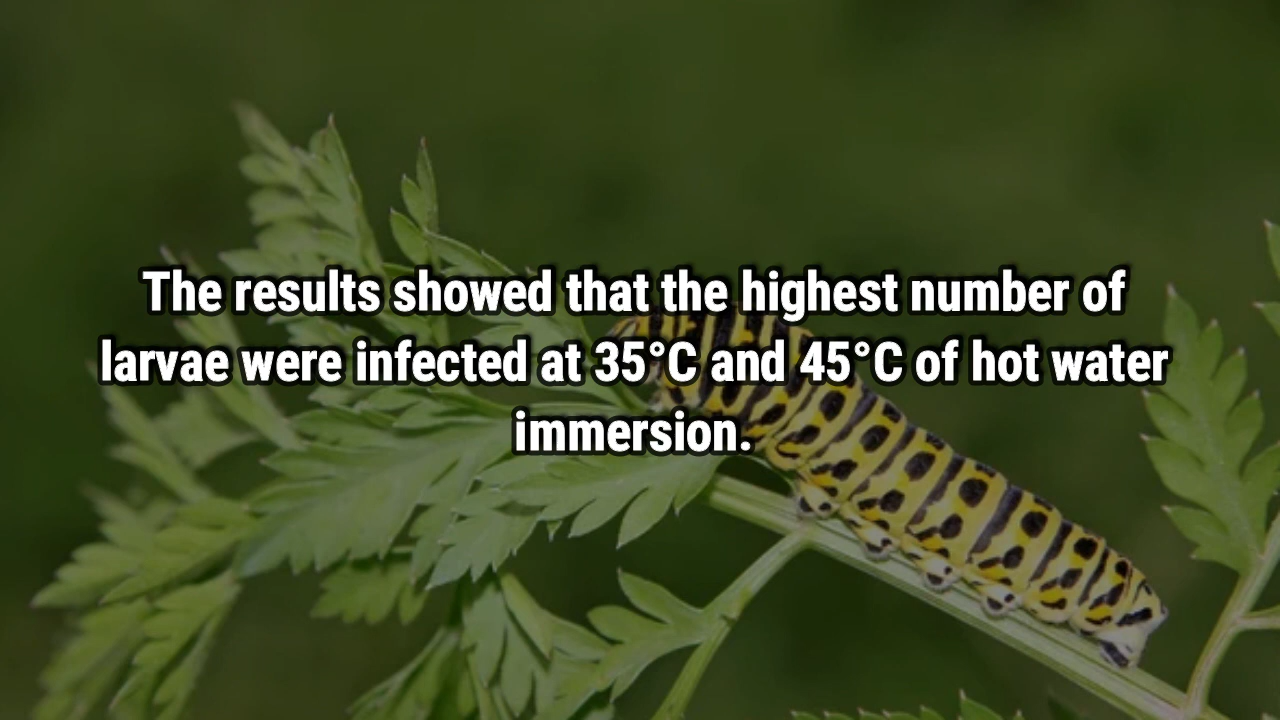 The results showed that the highest number of
larvae were infected at 35°C and 45°C of hot water
immersion.